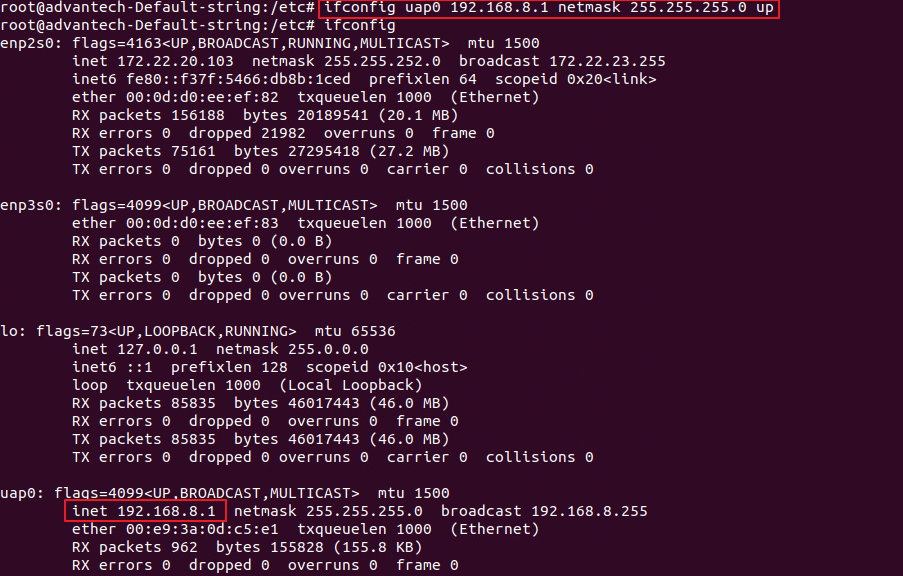 root@advantech-Default-string:/etc# ifconfig uap0 192.168.8.1 netmask 255.255.255.0 up
root@advantech-Default-string:/etc# ifconfig
enp2s0: flags=4163<UP,BROADCAST,RUNNING,MULTICAST>  mtu 1500
        inet 172.22.20.103  netmask 255.255.252.0  broadcast 172.22.23.255
        inet6 fe80::f37f:5466:db8b:1ced  prefixlen 64  scopeid 0x20<link>
        ether 00:0d:d0:ee:ef:82  txqueuelen 1000  (Ethernet)
        RX packets 156188  bytes 20189541 (20.1 MB)
        RX errors 0  dropped 21982  overruns 0  frame 0
        TX packets 75161  bytes 27295418 (27.2 MB)
        TX errors 0  dropped 0 overruns 0  carrier 0  collisions 0

enp3s0: flags=4099<UP,BROADCAST,MULTICAST>  mtu 1500
        ether 00:0d:d0:ee:ef:83  txqueuelen 1000  (Ethernet)
        RX packets 0  bytes 0 (0.0 B)
        RX errors 0  dropped 0  overruns 0  frame 0
        TX packets 0  bytes 0 (0.0 B)
        TX errors 0  dropped 0 overruns 0  carrier 0  collisions 0

lo: flags=73<UP,LOOPBACK,RUNNING>  mtu 65536
        inet 127.0.0.1  netmask 255.0.0.0
        inet6 ::1  prefixlen 128  scopeid 0x10<host>
        loop  txqueuelen 1000  (Local Loopback)
        RX packets 85835  bytes 46017443 (46.0 MB)
        RX errors 0  dropped 0  overruns 0  frame 0
        TX packets 85835  bytes 46017443 (46.0 MB)
        TX errors 0  dropped 0 overruns 0  carrier 0  collisions 0

uap0: flags=4099<UP,BROADCAST,MULTICAST>  mtu 1500
        inet 192.168.8.1  netmask 255.255.255.0  broadcast 192.168.8.255
        ether 00:e9:3a:0d:c5:e1  txqueuelen 1000  (Ethernet)
        RX packets 962  bytes 155828 (155.8 KB)
        RX errors 0  dropped 0  overruns 0  frame 0